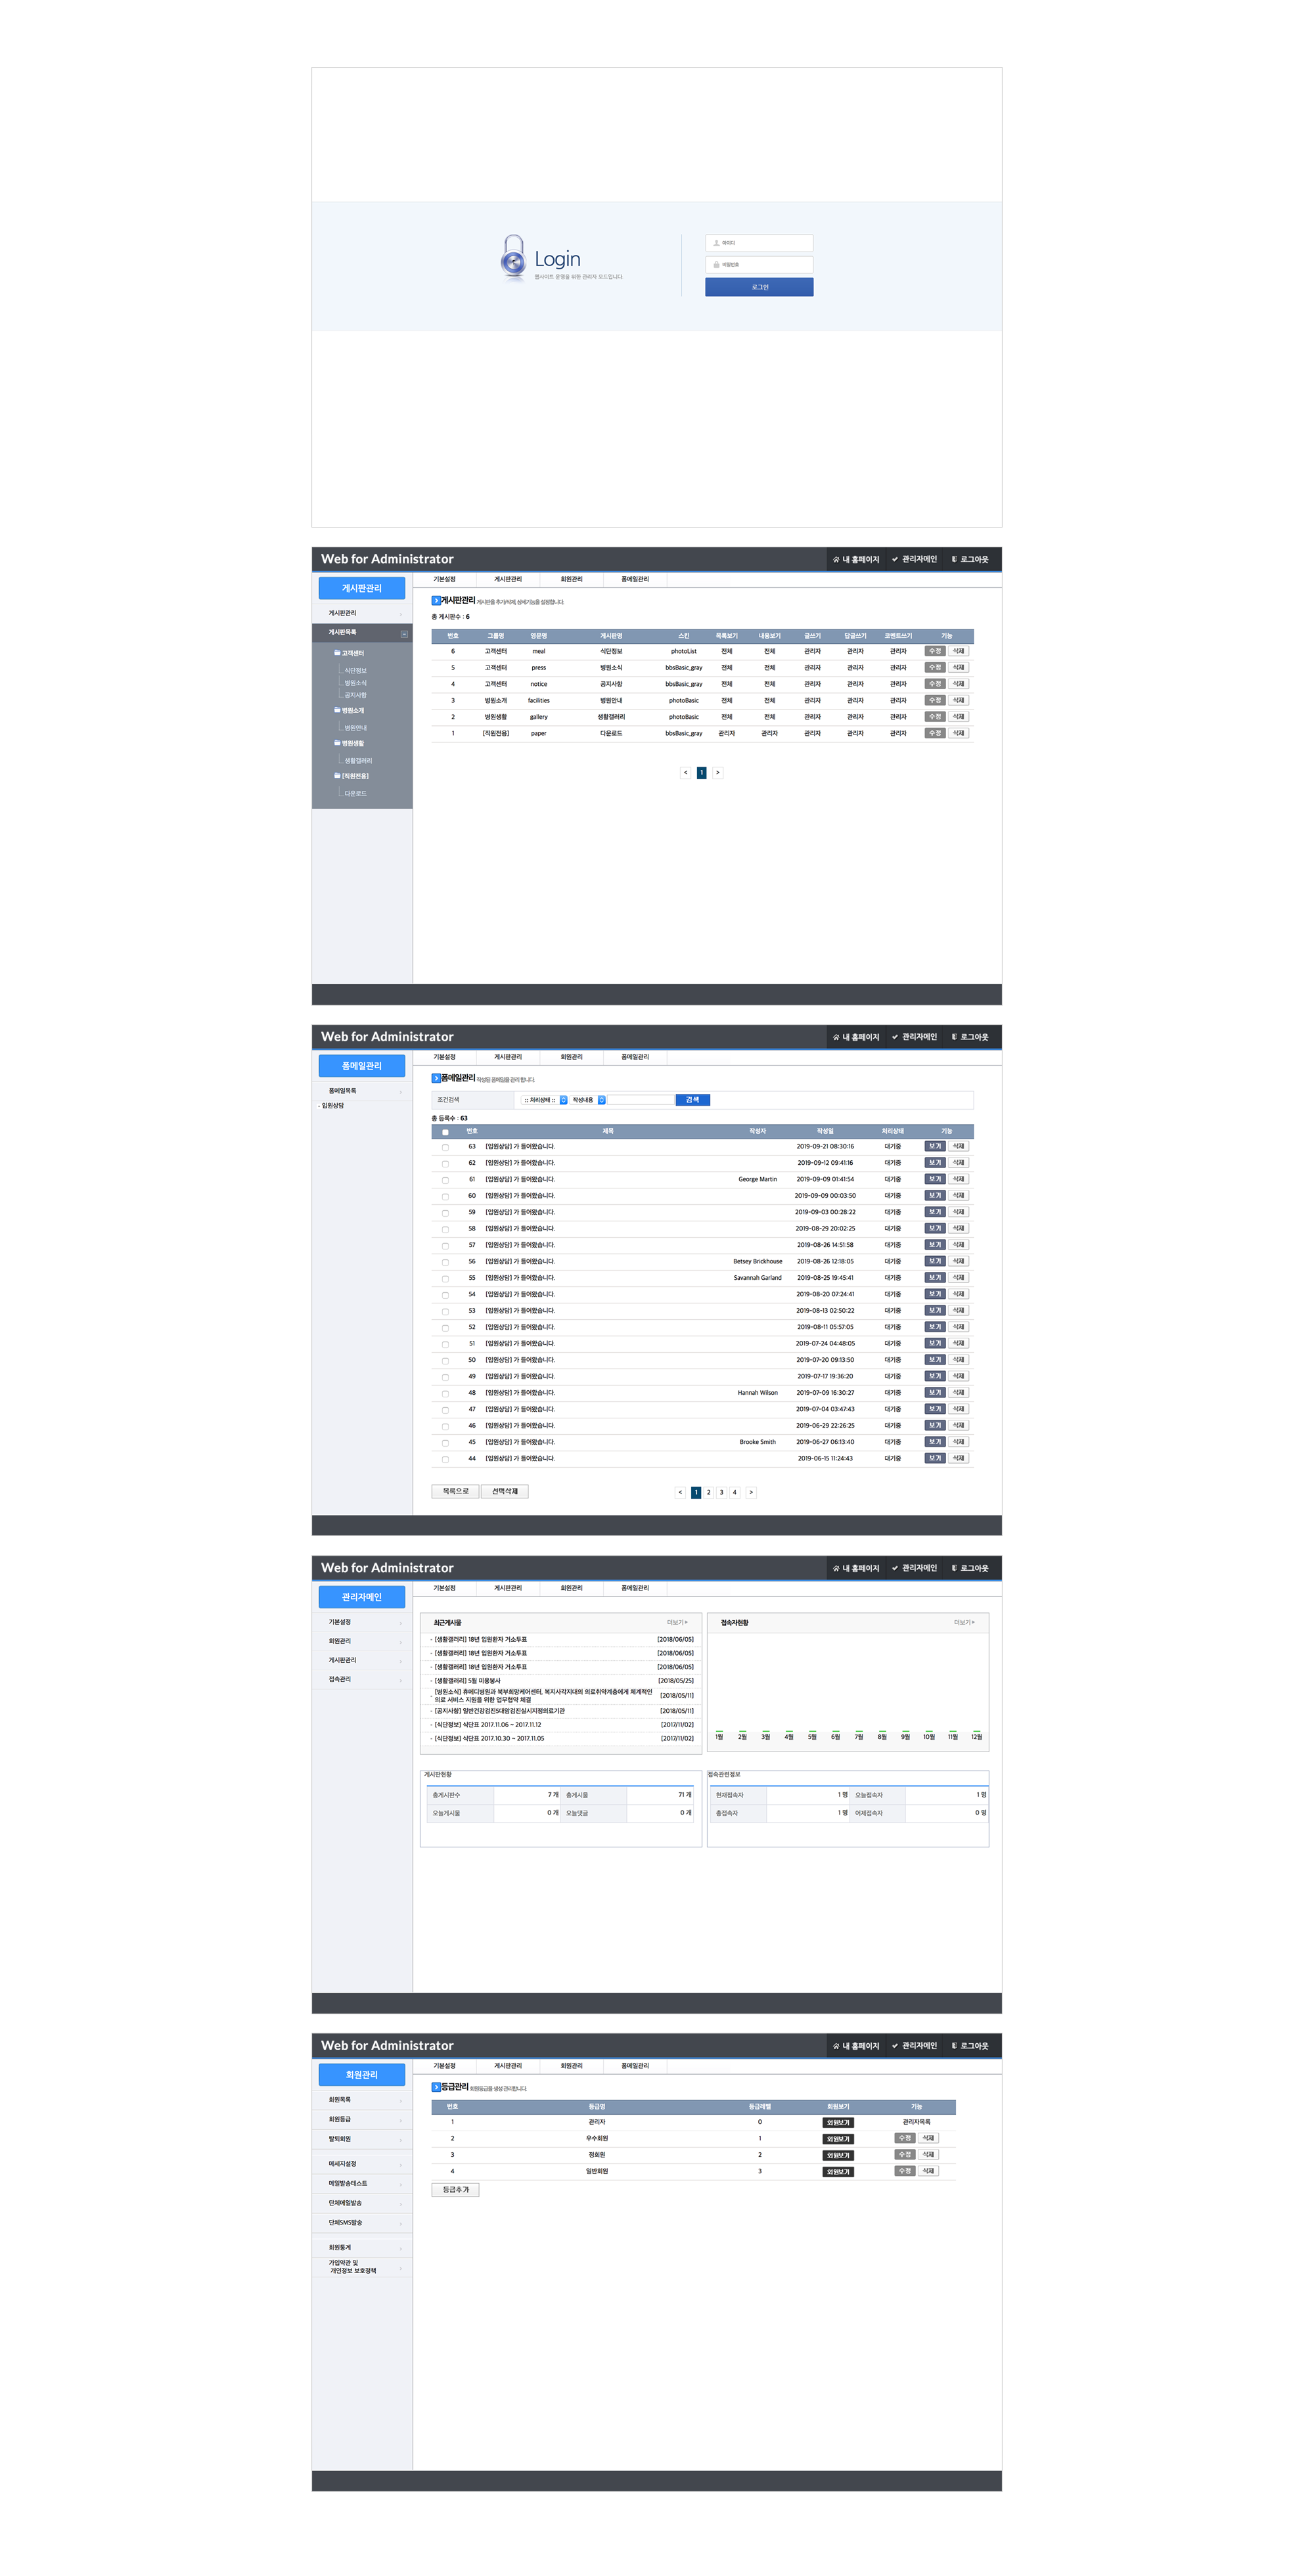 Login
웹사이트 운영을 위한 관리자 모드입니다.
아이디
비밀번호
로그인
Web for Administrator
내 홈페이지 관리자메인 로그아웃
게시판관리
기본설정 게시판관리 회원관리 폼메일관리
게시판관리
게시판목록
고객센터
식단정보
병원소식
공지사항
병원소개
병원안내
병원생활
생활갤러리
[직원전용]
다운로드
게시판관리 게시판을 추가/삭제, 상세기능을 설정합니다.
총 게시판수 : 6
번호 그룹명 영문명 게시판명 스킨 목록보기 내용보기 글쓰기 답글쓰기 코멘트쓰기 기능
6 고객센터 meal 식단정보 photoList 전체 전체 관리자 관리자 관리자 수정 삭제
5 고객센터 press 병원소식 bbsBasic_gray 전체 전체 관리자 관리자 관리자 수정 삭제
4 고객센터 notice 공지사항 bbsBasic_gray 전체 전체 관리자 관리자 관리자 수정 삭제
3 병원소개 facilities 병원안내 photoBasic 전체 전체 관리자 관리자 관리자 수정 삭제
2 병원생활 gallery 생활갤러리 photoBasic 전체 전체 관리자 관리자 관리자 수정 삭제
1 [직원전용] paper 다운로드 bbsBasic_gray 관리자 관리자 관리자 관리자 관리자 수정 삭제
< 1 >
Web for Administrator
내 홈페이지 관리자메인 로그아웃
폼메일관리
기본설정 게시판관리 회원관리 폼메일관리
폼메일목록
- 입원상담
폼메일관리 작성된 폼메일을 관리 합니다.
조건검색 :: 처리상태 :: 작성내용 검색
총 등록수 : 63
번호 제목 작성자 작성일 처리상태 기능
63 [입원상담] 가 들어왔습니다. 2019-09-21 08:30:16 대기중 보기 삭제
62 [입원상담] 가 들어왔습니다. 2019-09-12 09:41:16 대기중 보기 삭제
61 [입원상담] 가 들어왔습니다. George Martin 2019-09-09 01:41:54 대기중 보기 삭제
60 [입원상담] 가 들어왔습니다. 2019-09-09 00:03:50 대기중 보기 삭제
59 [입원상담] 가 들어왔습니다. 2019-09-03 00:28:22 대기중 보기 삭제
58 [입원상담] 가 들어왔습니다. 2019-08-29 20:02:25 대기중 보기 삭제
57 [입원상담] 가 들어왔습니다. 2019-08-26 14:51:58 대기중 보기 삭제
56 [입원상담] 가 들어왔습니다. Betsey Brickhouse 2019-08-26 12:18:05 대기중 보기 삭제
55 [입원상담] 가 들어왔습니다. Savannah Garland 2019-08-25 19:45:41 대기중 보기 삭제
54 [입원상담] 가 들어왔습니다. 2019-08-20 07:24:41 대기중 보기 삭제
53 [입원상담] 가 들어왔습니다. 2019-08-13 02:50:22 대기중 보기 삭제
52 [입원상담] 가 들어왔습니다. 2019-08-11 05:57:05 대기중 보기 삭제
51 [입원상담] 가 들어왔습니다. 2019-07-24 04:48:05 대기중 보기 삭제
50 [입원상담] 가 들어왔습니다. 2019-07-20 09:13:50 대기중 보기 삭제
49 [입원상담] 가 들어왔습니다. 2019-07-17 19:36:20 대기중 보기 삭제
48 [입원상담] 가 들어왔습니다. Hannah Wilson 2019-07-09 16:30:27 대기중 보기 삭제
47 [입원상담] 가 들어왔습니다. 2019-07-04 03:47:43 대기중 보기 삭제
46 [입원상담] 가 들어왔습니다. 2019-06-29 22:26:25 대기중 보기 삭제
45 [입원상담] 가 들어왔습니다. Brooke Smith 2019-06-27 06:13:40 대기중 보기 삭제
44 [입원상담] 가 들어왔습니다. 2019-06-15 11:24:43 대기중 보기 삭제
목록으로 선택삭제 < 1 2 3 4 >
Web for Administrator
내 홈페이지 관리자메인 로그아웃
관리자메인
기본설정 게시판관리 회원관리 폼메일관리
기본설정
회원관리
게시판관리
접속관리
최근게시물 더보기
- [생활갤러리] 18년 입원환자 거소투표 [2018/06/05]
- [생활갤러리] 18년 입원환자 거소투표 [2018/06/05]
- [생활갤러리] 18년 입원환자 거소투표 [2018/06/05]
- [생활갤러리] 5월 미용봉사 [2018/05/25]
- [병원소식] 휴메디병원과 북부희망케어센터, 복지사각지대의 의료취약계층에게 체계적인
의료 서비스 지원을 위한 업무협약 체결 [2018/05/11]
- [공지사항] 일반건강검진5대암검진실시지정의료기관 [2018/05/11]
- [식단정보] 식단표 2017.11.06 ~ 2017.11.12 [2017/11/02]
- [식단정보] 식단표 2017.10.30 ~ 2017.11.05 [2017/11/02]
접속자현황 더보기
1월 2월 3월 4월 5월 6월 7월 8월 9월 10월 11월 12월
게시판현황
총게시판수 7 개 총게시물 71 개
오늘게시물 0 개 오늘댓글 0 개
접속관련정보
현재접속자 1 명 오늘접속자 1 명
총접속자 1 명 어제접속자 0 명
Web for Administrator
내 홈페이지 관리자메인 로그아웃
회원관리
기본설정 게시판관리 회원관리 폼메일관리
회원목록
회원등급
탈퇴회원
메세지설정
메일발송테스트
단체메일발송
단체SMS발송
회원통계
가입약관 및
개인정보 보호정책
등급관리 회원등급을 생성 관리합니다.
번호 등급명 등급레벨 회원보기 기능
1 관리자 0 회원보기 관리자목록
2 우수회원 1 회원보기 수정 삭제
3 정회원 2 회원보기 수정 삭제
4 일반회원 3 회원보기 수정 삭제
등급추가